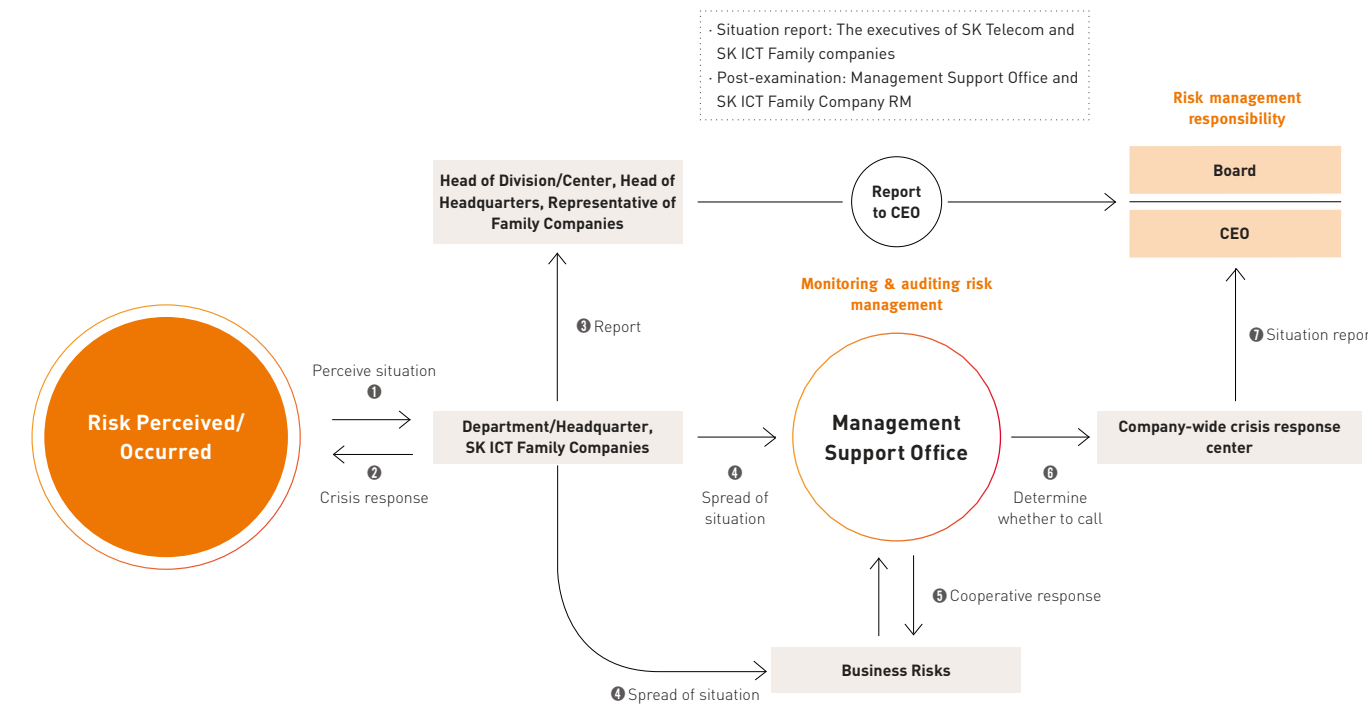 · Situation report: The executives of SK Telecom and
SK ICT Family companies
· Post-examination: Management Support Office and
SK ICT Family Company RM
Risk management
responsibility
Head of Division/Center, Head of
Headquarters, Representative of
Family Companies
Report
to CEO
Board
CEO
Monitoring & auditing risk
management
❸ Report
❼ Situation repor
Perceive situation
❶
Risk Perceived/
Occurred
Department/Headquarter,
SK ICT Family Companies
Management
Support Office
Company-wide crisis response
center
❷
Crisis response
❹
Spread of
situation
❻
Determine
whether to call
❺ Cooperative response
Business Risks
❹ Spread of situation